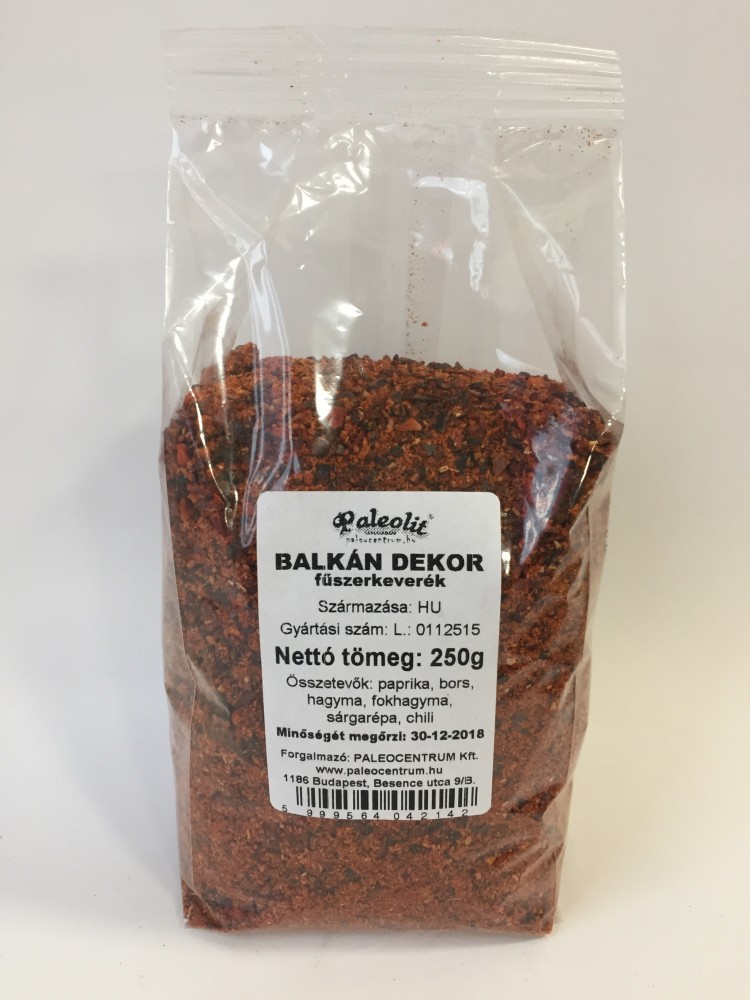 Paleolit
paleocentrum.hu
BALKÁN DEKOR
fűszerkeverék
Származása: HU
Gyártási szám: L.: 0112515
Nettó tömeg: 250g
Összetevők: paprika, bors,
hagyma, fokhagyma,
sárgarépa, chili
Minőségét megőrzi: 30-12-2018
Forgalmazó: PALEOCENTRUM Kft.
www.paleocentrum.hu
1186 Budapest, Besence utca 9/B.
5 999564 042142